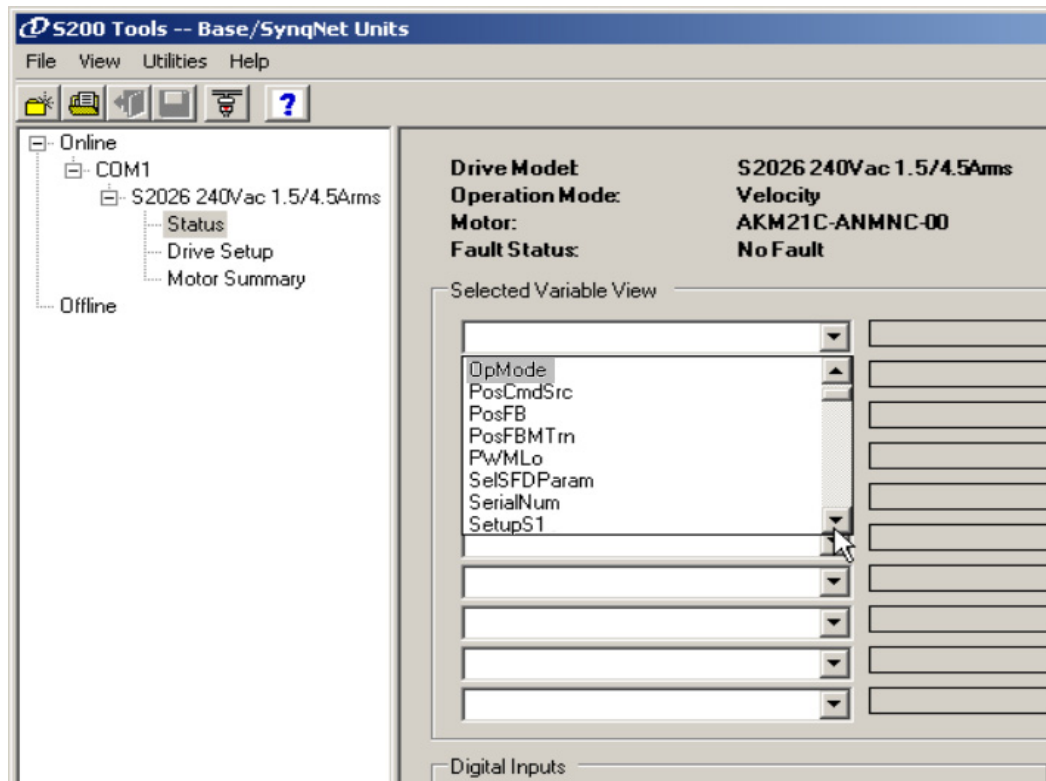 S200 Tools -- Base/SynqNet Units
File View Utilities Help
Online
COM1
S2026 240Vac 1.5/4.5Arms
Status
Drive Setup
Motor Summary
Offline
Drive Model: S2026 240Vac 1.5/4.5Arms
Operation Mode: Velocity
Motor: AKM21C-ANMNC-00
Fault Status: No Fault
Selected Variable View
OpMode
PosCmdSrc
PosFB
PosFBMTrn
PWMLo
SelSFDParam
SerialNum
SetupS1
Digital Inputs